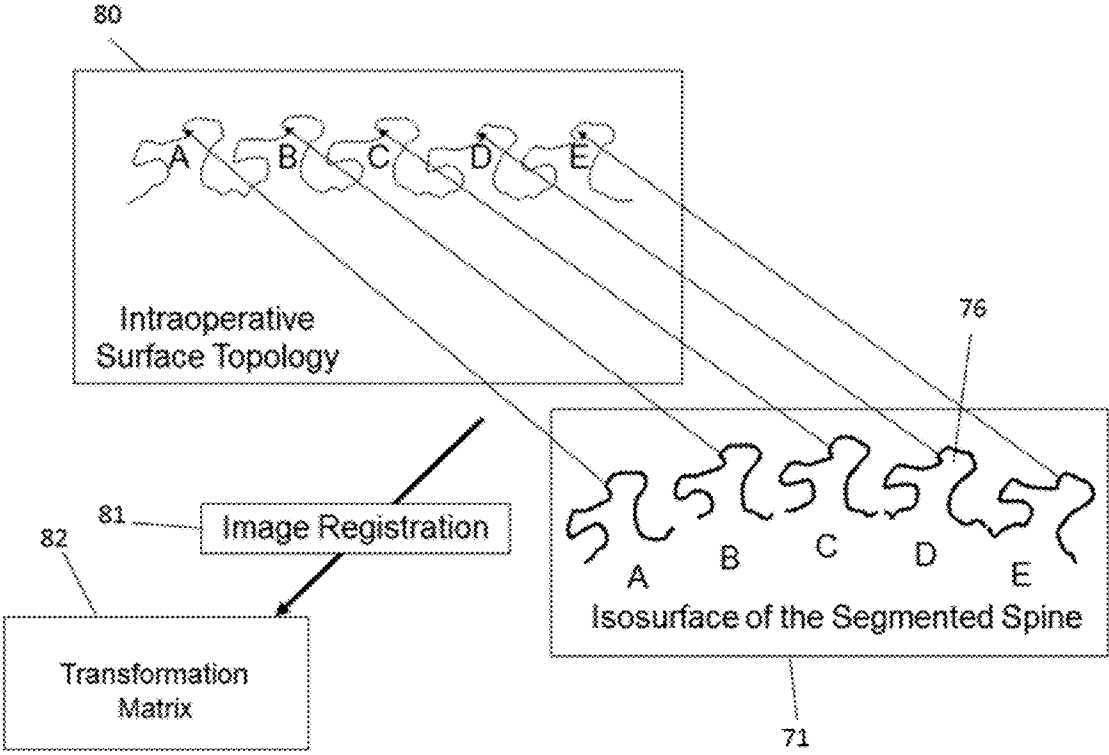 80
A B C D E
Intraoperative
Surface Topology
76
81
Image Registration
82
A B C D E
Isosurface of the Segmented Spine
Transformation
Matrix
71